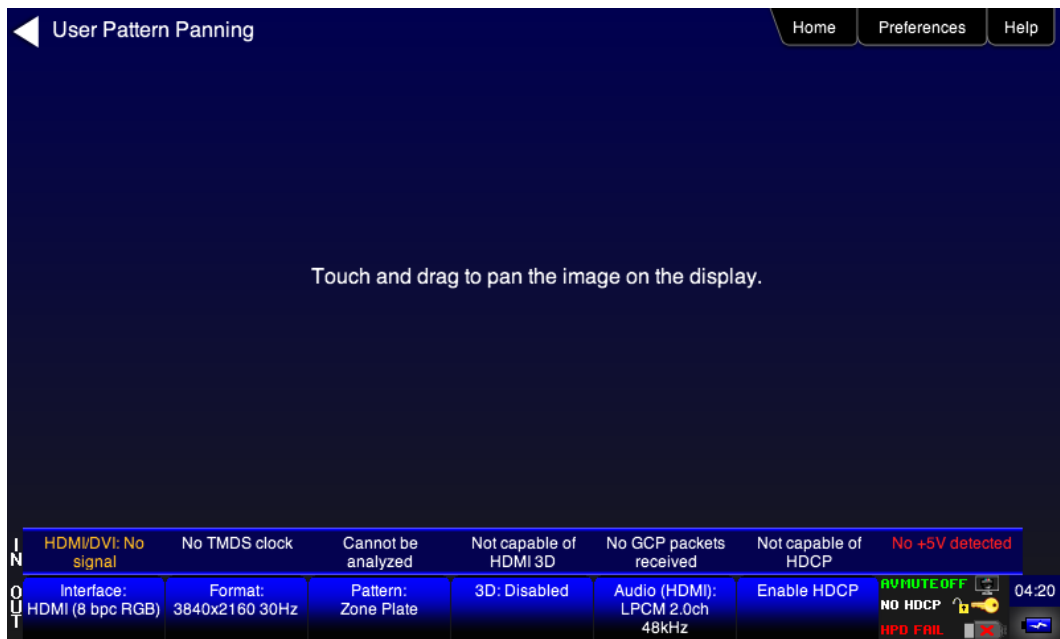 User Pattern Panning
Home
Preferences
Help
Touch and drag to pan the image on the display.
IN
HDMI/DVI: No
signal
No TMDS clock
Cannot be
analyzed
Not capable of
HDMI 3D
No GCP packets
received
Not capable of
HDCP
No +5V detected
OUT
Interface:
HDMI (8 bpc RGB)
Format:
3840x2160 30Hz
Pattern:
Zone Plate
3D: Disabled
Audio (HDMI):
LPCM 2.0ch
48kHz
Enable HDCP
AVMUTEOFF
NO HDCP
HPD FAIL
04:20